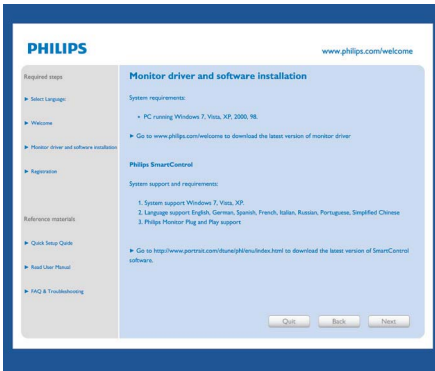 PHILIPS
www.philips.com/welcome
Required steps
▶ Select Language:
▶ Welcome
▶ Monitor driver and software installation
▶ Registration
Reference materials
▶ Quick Setup Guide
▶ Read User Manual
▶ FAQ & Troubleshooting
Monitor driver and software installation
System requirements:
• PC running Windows 7, Vista, XP, 2000, 98.
▶ Go to www.philips.com/welcome to download the latest version of monitor driver
Philips SmartControl
System support and requirements:
1. System support Windows 7, Vista, XP.
2. Language support English, German, Spanish, French, Italian, Russian, Portuguese, Simplified Chinese
3. Philips Monitor Plug and Play support
▶ Go to http://www.portrait.com/dtune/phl/enu/index.html to download the latest version of SmartControl
software.
Quit
Back
Next